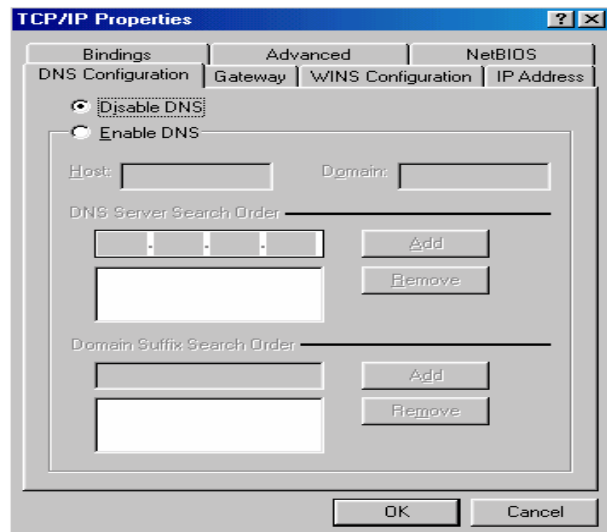 TCP/IP Properties
Bindings Advanced NetBIOS
DNS Configuration Gateway WINS Configuration IP Address
Disable DNS
Enable DNS
Host: Domain:
DNS Server Search Order
Add
Remove
Domain Suffix Search Order
Add
Remove
OK Cancel